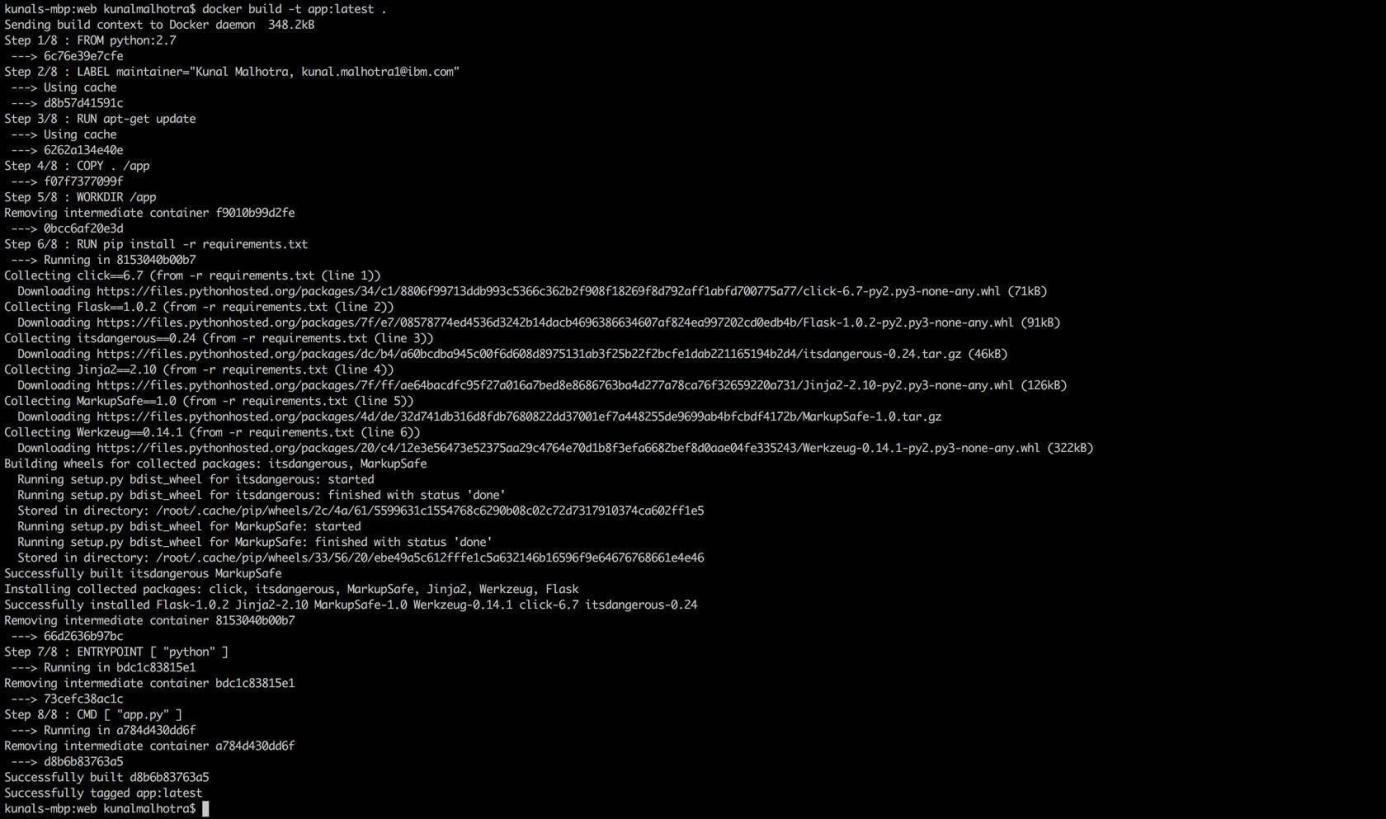 kunals-mbp:web kunalmalhotra$ docker build -t app:latest .
Sending build context to Docker daemon  348.2kB
Step 1/8 : FROM python:2.7
 ---> 6c76e39e7cfe
Step 2/8 : LABEL maintainer="Kunal Malhotra, kunal.malhotra1@ibm.com"
 ---> Using cache
 ---> d8b57d41591c
Step 3/8 : RUN apt-get update
 ---> Using cache
 ---> 6262a134e40e
Step 4/8 : COPY . /app
 ---> f07f7377099f
Step 5/8 : WORKDIR /app
Removing intermediate container f9010b99d2fe
 ---> 0bcc6af20e3d
Step 6/8 : RUN pip install -r requirements.txt
 ---> Running in 8153040b00b7
Collecting click==6.7 (from -r requirements.txt (line 1))
  Downloading https://files.pythonhosted.org/packages/34/c1/8806f99713ddb993c5366c362b2f908f18269f8d792aff1abfd700775a77/click-6.7-py2.py3-none-any.whl (71kB)
Collecting Flask==1.0.2 (from -r requirements.txt (line 2))
  Downloading https://files.pythonhosted.org/packages/7f/e7/08578774ed4536d3242b14dacb4696386634607af824ea997202cd0edb4b/Flask-1.0.2-py2.py3-none-any.whl (91kB)
Collecting itsdangerous==0.24 (from -r requirements.txt (line 3))
  Downloading https://files.pythonhosted.org/packages/dc/b4/a60bcdba945c00f6d608d8975131ab3f25b22f2bcfe1dab221165194b2d4/itsdangerous-0.24.tar.gz (46kB)
Collecting Jinja2==2.10 (from -r requirements.txt (line 4))
  Downloading https://files.pythonhosted.org/packages/7f/ff/ae64bacdfc95f27a016a7bed8e8686763ba4d277a78ca76f32659220a731/Jinja2-2.10-py2.py3-none-any.whl (126kB)
Collecting MarkupSafe==1.0 (from -r requirements.txt (line 5))
  Downloading https://files.pythonhosted.org/packages/4d/de/32d741db316d8fdb7680822dd37001ef7a448255de9699ab4bfcbdf4172b/MarkupSafe-1.0.tar.gz
Collecting Werkzeug==0.14.1 (from -r requirements.txt (line 6))
  Downloading https://files.pythonhosted.org/packages/20/c4/12e3e56473e52375aa29c4764e70d1b8f3efa6682bef8d0aae04fe335243/Werkzeug-0.14.1-py2.py3-none-any.whl (322kB)
Building wheels for collected packages: itsdangerous, MarkupSafe
  Running setup.py bdist_wheel for itsdangerous: started
  Running setup.py bdist_wheel for itsdangerous: finished with status 'done'
  Stored in directory: /root/.cache/pip/wheels/2c/4a/61/5599631c1554768c6290b08c02c72d7317910374ca602ff1e5
  Running setup.py bdist_wheel for MarkupSafe: started
  Running setup.py bdist_wheel for MarkupSafe: finished with status 'done'
  Stored in directory: /root/.cache/pip/wheels/33/56/20/ebe49a5c612fffe1c5a632146b16596f9e64676768661e4e46
Successfully built itsdangerous MarkupSafe
Installing collected packages: click, itsdangerous, MarkupSafe, Jinja2, Werkzeug, Flask
Successfully installed Flask-1.0.2 Jinja2-2.10 MarkupSafe-1.0 Werkzeug-0.14.1 click-6.7 itsdangerous-0.24
Removing intermediate container 8153040b00b7
 ---> 66d2636b97bc
Step 7/8 : ENTRYPOINT [ "python" ]
 ---> Running in bdc1c83815e1
Removing intermediate container bdc1c83815e1
 ---> 73cefc38ac1c
Step 8/8 : CMD [ "app.py" ]
 ---> Running in a784d430dd6f
Removing intermediate container a784d430dd6f
 ---> d8b6b83763a5
Successfully built d8b6b83763a5
Successfully tagged app:latest
kunals-mbp:web kunalmalhotra$